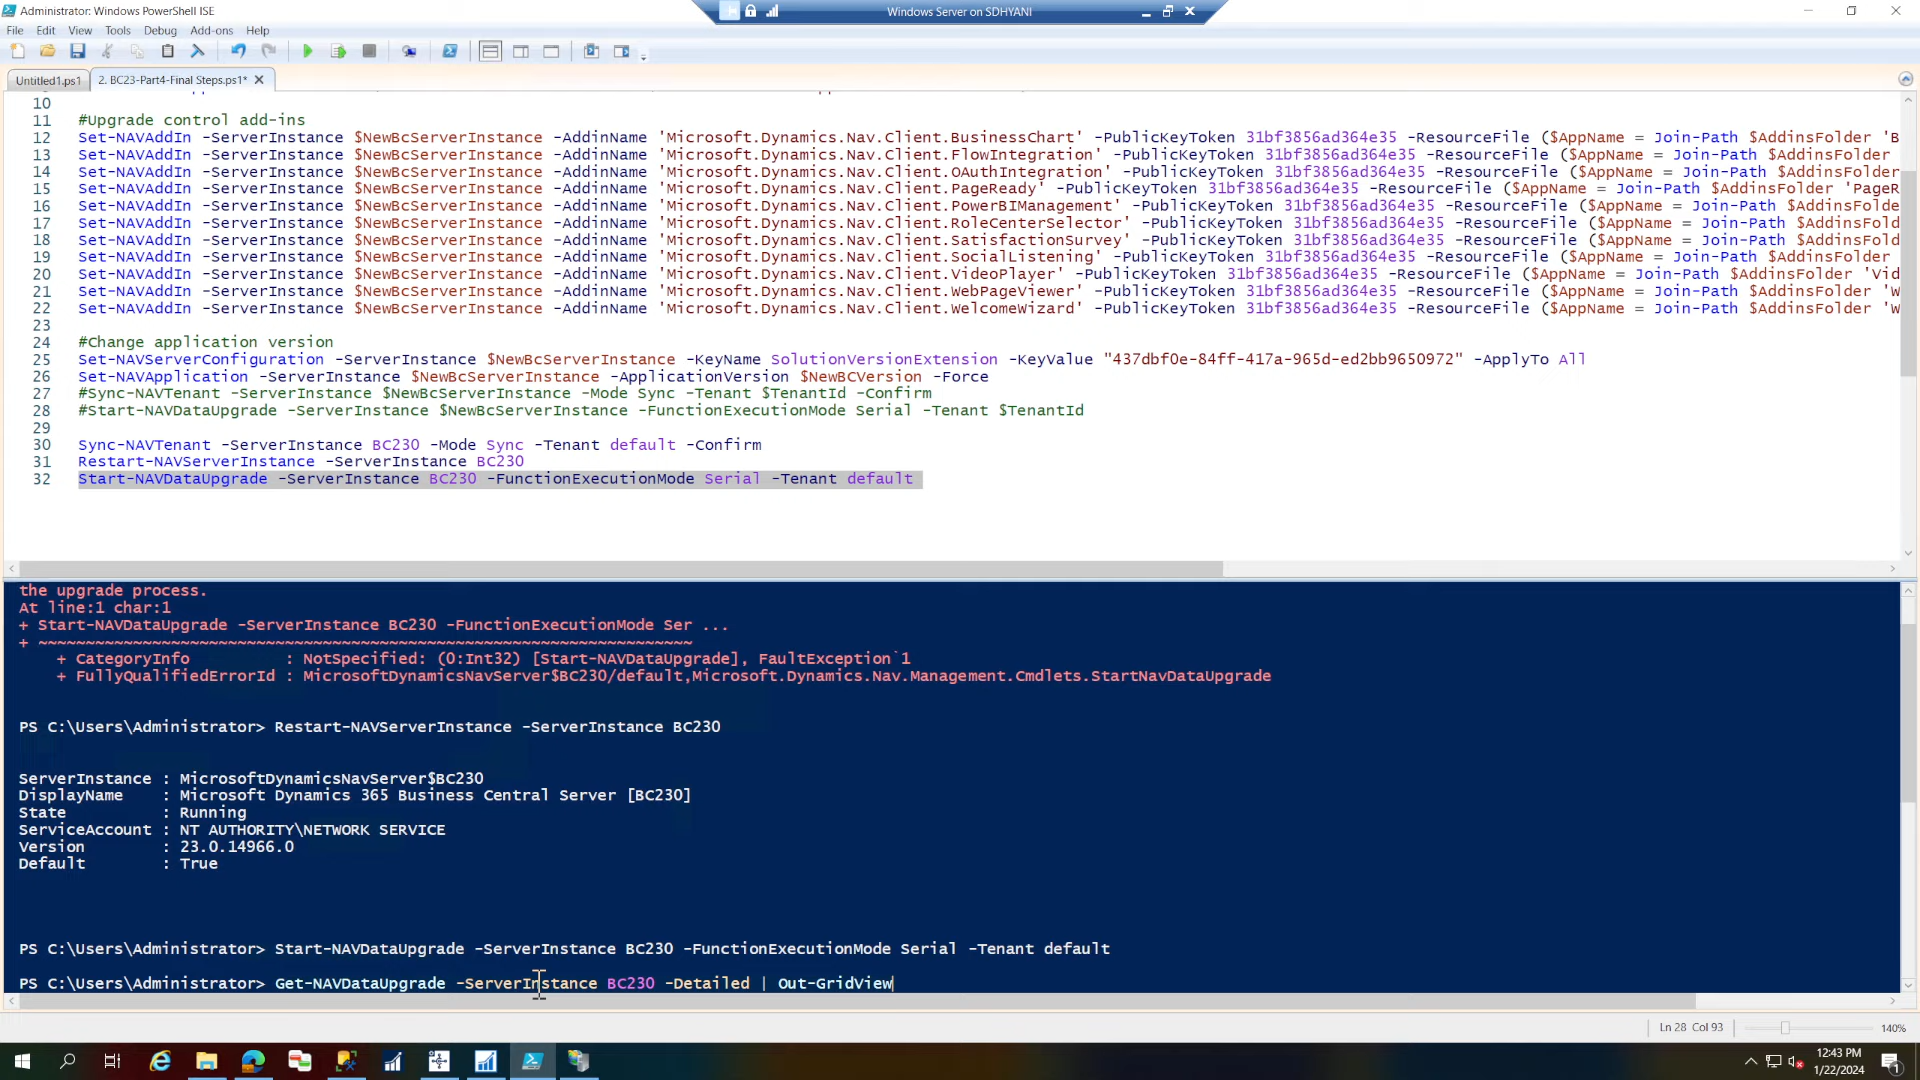 Administrator: Windows PowerShell ISE
Windows Server on SDHYANI
File Edit View Tools Debug Add-ons Help
Untitled1.ps1 2. BC23-Part4-Final Steps.ps1*
10
11 #Upgrade control add-ins
12 Set-NAVAddIn -ServerInstance $NewBcServerInstance -AddinName 'Microsoft.Dynamics.Nav.Client.BusinessChart' -PublicKeyToken 31bf3856ad364e35 -ResourceFile ($AppName = Join-Path $AddinsFolder 'B
13 Set-NAVAddIn -ServerInstance $NewBcServerInstance -AddinName 'Microsoft.Dynamics.Nav.Client.FlowIntegration' -PublicKeyToken 31bf3856ad364e35 -ResourceFile ($AppName = Join-Path $AddinsFolder
14 Set-NAVAddIn -ServerInstance $NewBcServerInstance -AddinName 'Microsoft.Dynamics.Nav.Client.OAuthIntegration' -PublicKeyToken 31bf3856ad364e35 -ResourceFile ($AppName = Join-Path $AddinsFolder
15 Set-NAVAddIn -ServerInstance $NewBcServerInstance -AddinName 'Microsoft.Dynamics.Nav.Client.PageReady' -PublicKeyToken 31bf3856ad364e35 -ResourceFile ($AppName = Join-Path $AddinsFolder 'PageR
16 Set-NAVAddIn -ServerInstance $NewBcServerInstance -AddinName 'Microsoft.Dynamics.Nav.Client.PowerBIManagement' -PublicKeyToken 31bf3856ad364e35 -ResourceFile ($AppName = Join-Path $AddinsFolde
17 Set-NAVAddIn -ServerInstance $NewBcServerInstance -AddinName 'Microsoft.Dynamics.Nav.Client.RoleCenterSelector' -PublicKeyToken 31bf3856ad364e35 -ResourceFile ($AppName = Join-Path $AddinsFold
18 Set-NAVAddIn -ServerInstance $NewBcServerInstance -AddinName 'Microsoft.Dynamics.Nav.Client.SatisfactionSurvey' -PublicKeyToken 31bf3856ad364e35 -ResourceFile ($AppName = Join-Path $AddinsFold
19 Set-NAVAddIn -ServerInstance $NewBcServerInstance -AddinName 'Microsoft.Dynamics.Nav.Client.SocialListening' -PublicKeyToken 31bf3856ad364e35 -ResourceFile ($AppName = Join-Path $AddinsFolder
20 Set-NAVAddIn -ServerInstance $NewBcServerInstance -AddinName 'Microsoft.Dynamics.Nav.Client.VideoPlayer' -PublicKeyToken 31bf3856ad364e35 -ResourceFile ($AppName = Join-Path $AddinsFolder 'Vid
21 Set-NAVAddIn -ServerInstance $NewBcServerInstance -AddinName 'Microsoft.Dynamics.Nav.Client.WebPageViewer' -PublicKeyToken 31bf3856ad364e35 -ResourceFile ($AppName = Join-Path $AddinsFolder 'W
22 Set-NAVAddIn -ServerInstance $NewBcServerInstance -AddinName 'Microsoft.Dynamics.Nav.Client.WelcomeWizard' -PublicKeyToken 31bf3856ad364e35 -ResourceFile ($AppName = Join-Path $AddinsFolder 'W
23
24 #Change application version
25 Set-NAVServerConfiguration -ServerInstance $NewBcServerInstance -KeyName SolutionVersionExtension -KeyValue "437dbf0e-84ff-417a-965d-ed2bb9650972" -ApplyTo All
26 Set-NAVApplication -ServerInstance $NewBcServerInstance -ApplicationVersion $NewBCVersion -Force
27 #Sync-NAVTenant -ServerInstance $NewBcServerInstance -Mode Sync -Tenant $TenantId -Confirm
28 #Start-NAVDataUpgrade -ServerInstance $NewBcServerInstance -FunctionExecutionMode Serial -Tenant $TenantId
29
30 Sync-NAVTenant -ServerInstance BC230 -Mode Sync -Tenant default -Confirm
31 Restart-NAVServerInstance -ServerInstance BC230
32 Start-NAVDataUpgrade -ServerInstance BC230 -FunctionExecutionMode Serial -Tenant default
the upgrade process.
At line:1 char:1
+ Start-NAVDataUpgrade -ServerInstance BC230 -FunctionExecutionMode Ser ...
+ ~~~~~~~~~~~~~~~~~~~~~~~~~~~~~~~~~~~~~~~~~~~~~~~~~~~~~~~~~~~~~~~~~~~~~
+ CategoryInfo : NotSpecified: (0:Int32) [Start-NAVDataUpgrade], FaultException`1
+ FullyQualifiedErrorId : MicrosoftDynamicsNavServer$BC230/default,Microsoft.Dynamics.Nav.Management.Cmdlets.StartNavDataUpgrade
PS C:\Users\Administrator> Restart-NAVServerInstance -ServerInstance BC230
ServerInstance : MicrosoftDynamicsNavServer$BC230
DisplayName : Microsoft Dynamics 365 Business Central Server [BC230]
State : Running
ServiceAccount : NT AUTHORITY\NETWORK SERVICE
Version : 23.0.14966.0
Default : True
PS C:\Users\Administrator> Start-NAVDataUpgrade -ServerInstance BC230 -FunctionExecutionMode Serial -Tenant default
PS C:\Users\Administrator> Get-NAVDataUpgrade -ServerInstance BC230 -Detailed | Out-GridView
Ln 28 Col 93
140%
12:43 PM
1/22/2024
1